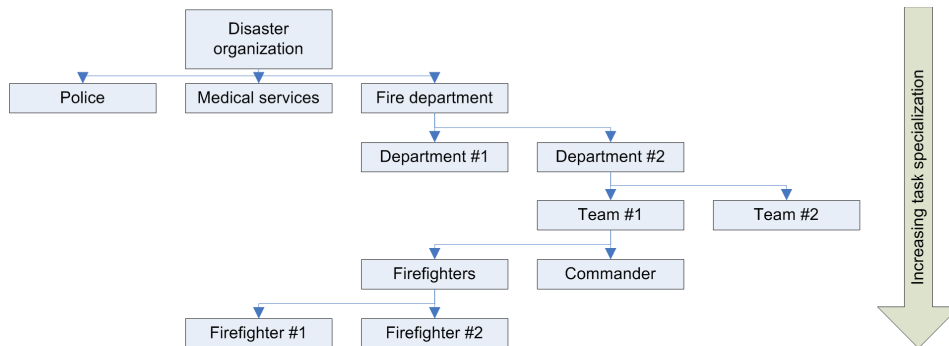 Disaster
organization
Police
Medical services
Fire department
Department #1
Department #2
Team #1
Team #2
Firefighters
Commander
Firefighter #1
Firefighter #2
Increasing task specialization